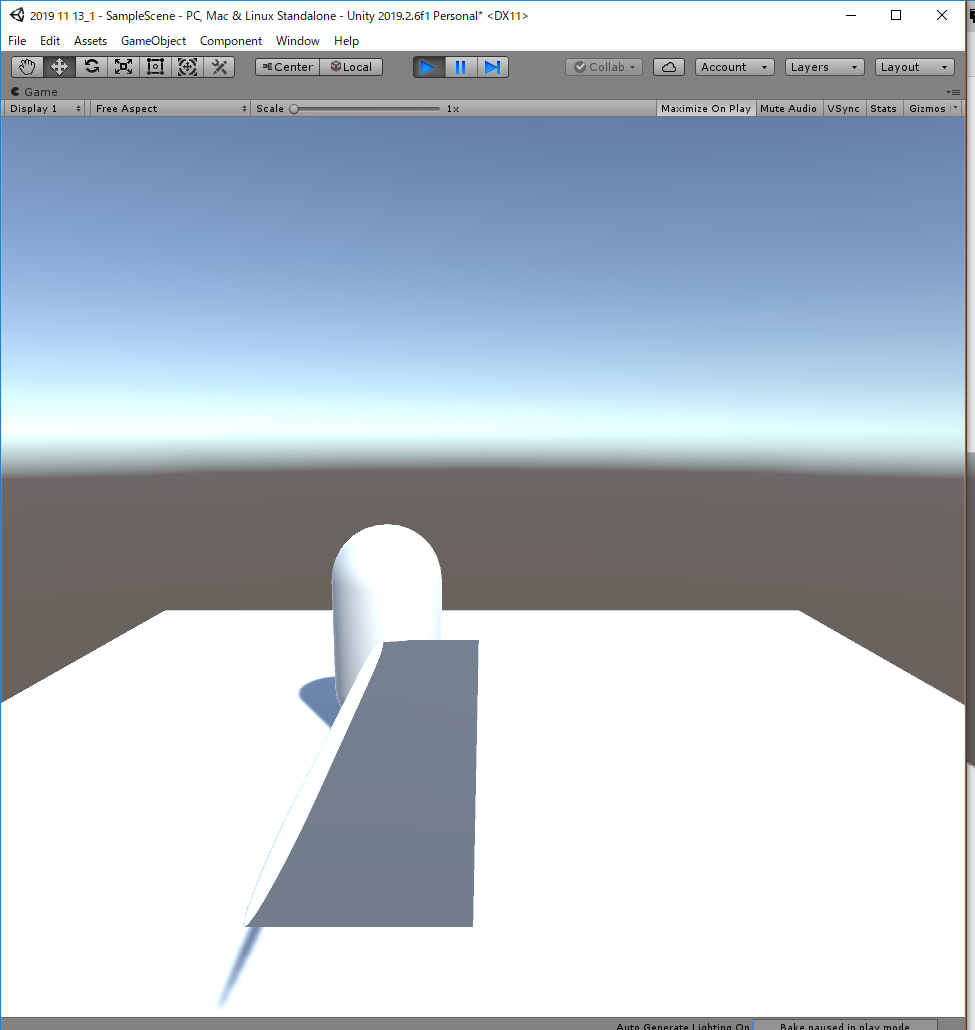 2019 11 13_1 - SampleScene - PC, Mac & Linux Standalone - Unity 2019.2.6f1 Personal* <DX11>
File Edit Assets GameObject Component Window Help
Center Local Collab Account Layers Layout
Game
Display 1 Free Aspect Scale 1x Maximize On Play Mute Audio VSync Stats Gizmos
Auto Generate Lighting On Bake paused in play mode